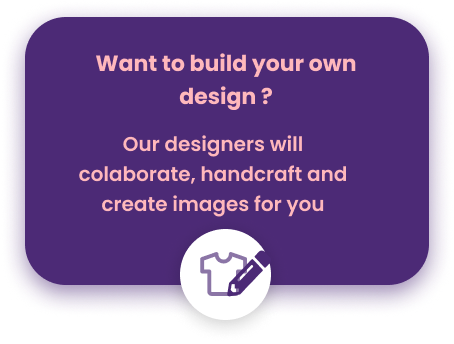 Want to build your own
design ?
Our designers will
colaborate, handcraft and
create images for you